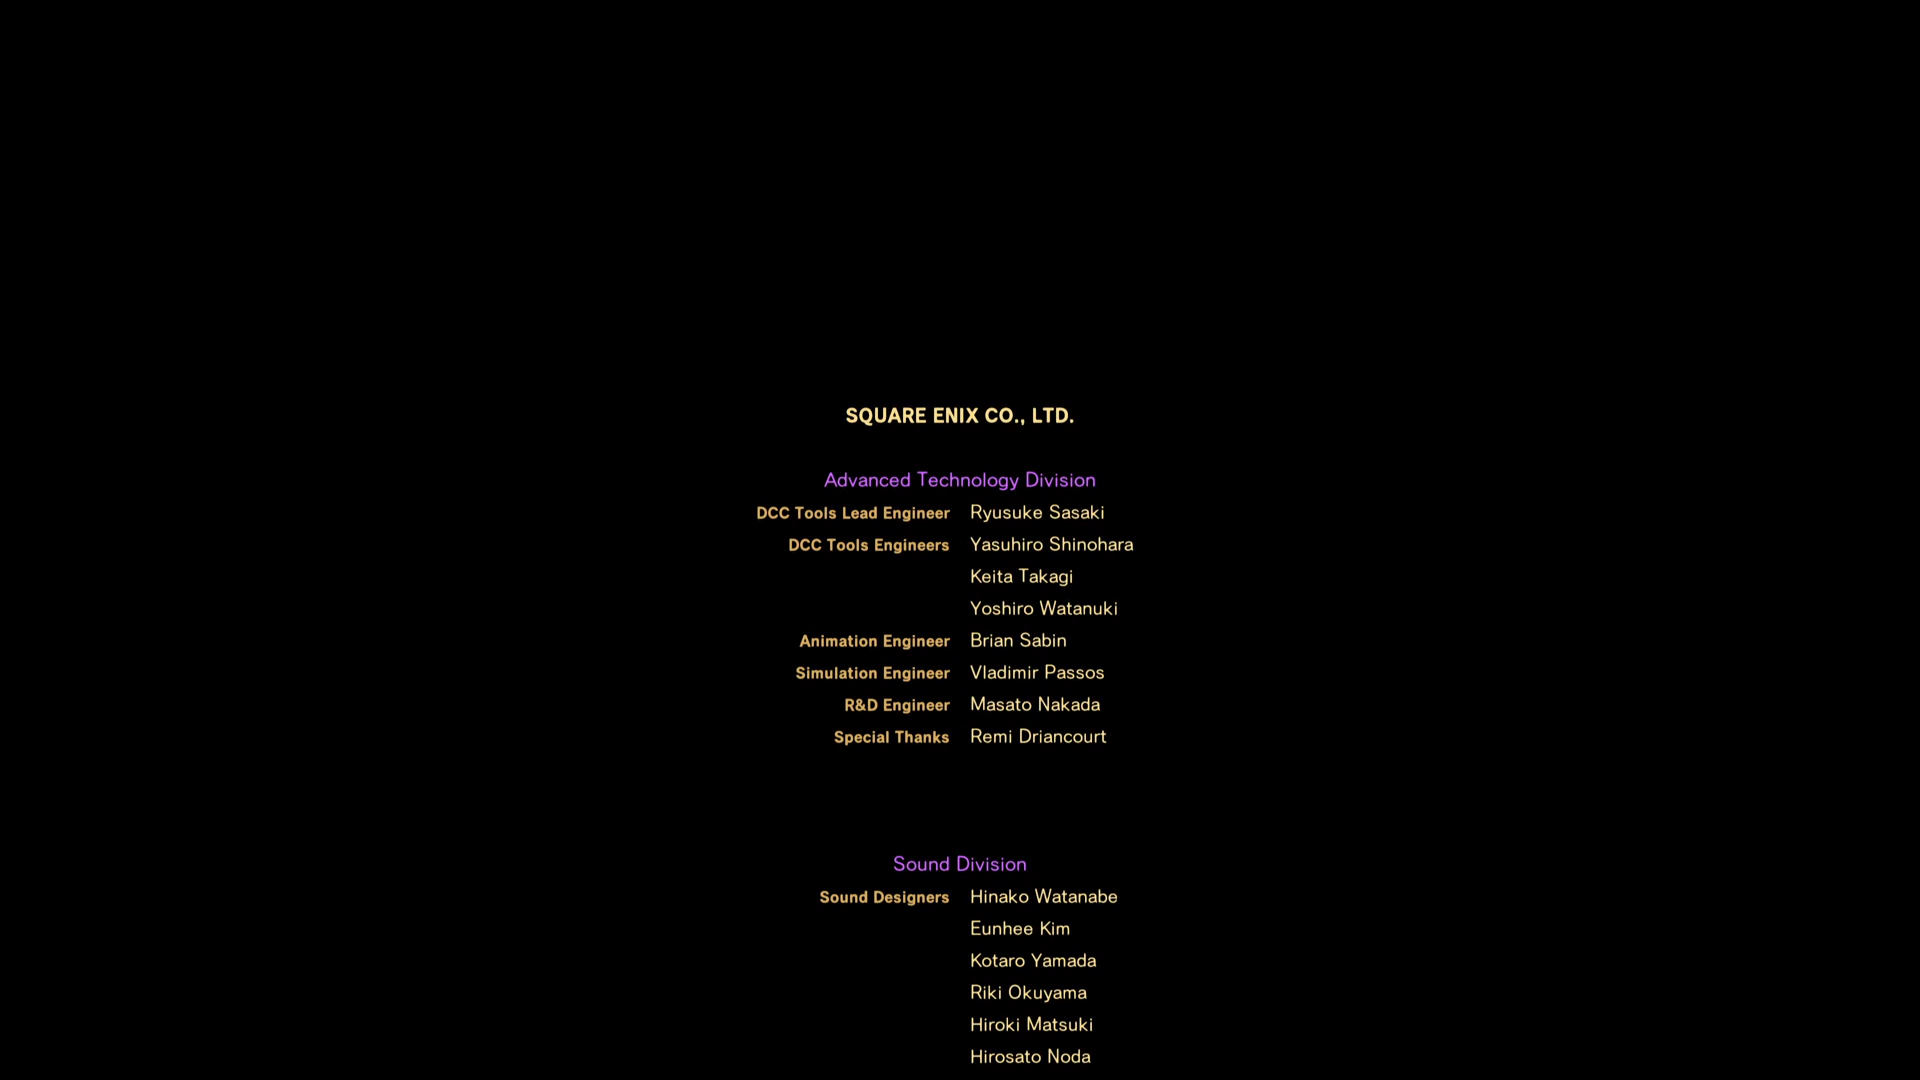 SQUARE ENIX CO., LTD.
Advanced Technology Division
DCC Tools Lead Engineer Ryusuke Sasaki
DCC Tools Engineers Yasuhiro Shinohara
Keita Takagi
Yoshiro Watanuki
Animation Engineer Brian Sabin
Simulation Engineer Vladimir Passos
R&D Engineer Masato Nakada
Special Thanks Remi Driancourt
Sound Division
Sound Designers Hinako Watanabe
Eunhee Kim
Kotaro Yamada
Riki Okuyama
Hiroki Matsuki
Hirosato Noda